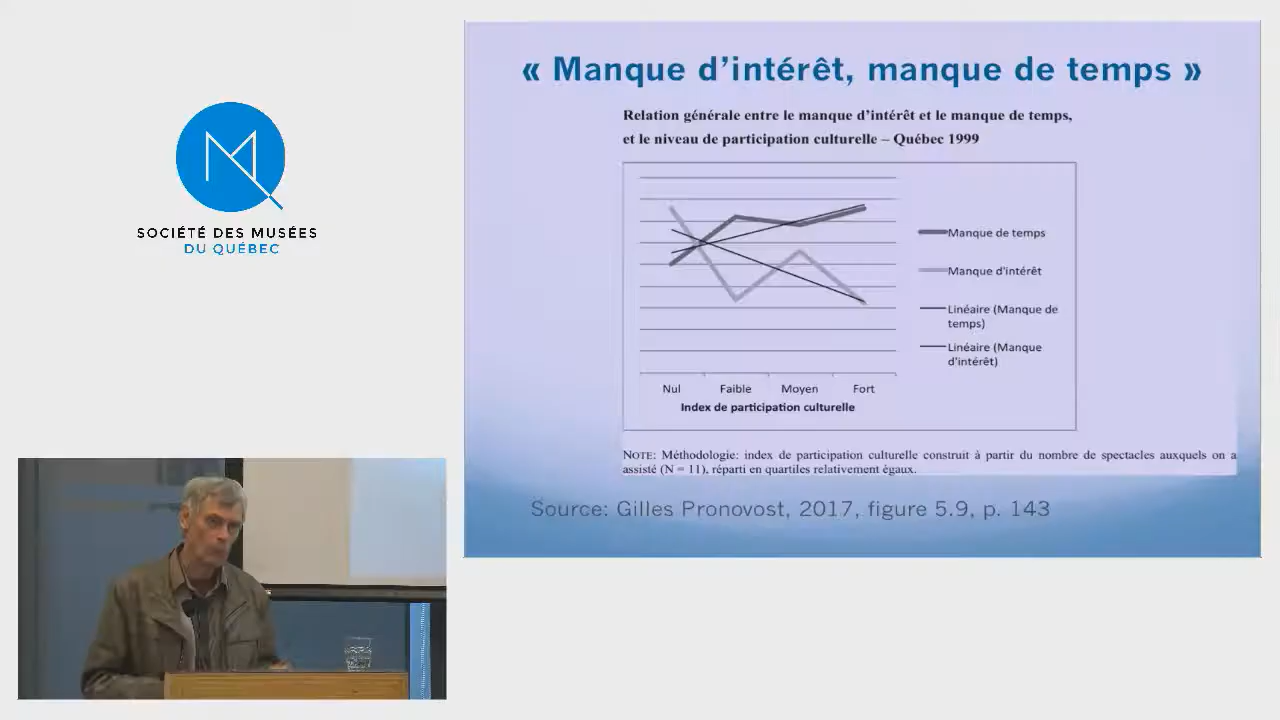 SOCIÉTÉ DES MUSÉES
DU QUÉBEC
« Manque d'intérêt, manque de temps »
Relation générale entre le manque d'intérêt et le manque de temps,
et le niveau de participation culturelle – Québec 1999
Manque de temps
Manque d'intérêt
Linéaire (Manque de
temps)
Linéaire (Manque
d'intérêt)
Nul Faible Moyen Fort
Index de participation culturelle
NOTE: Méthodologie: index de participation culturelle construit à partir du nombre de spectacles auxquels on a
assisté (N = 11), réparti en quartiles relativement égaux.
Source: Gilles Pronovost, 2017, figure 5.9, p. 143